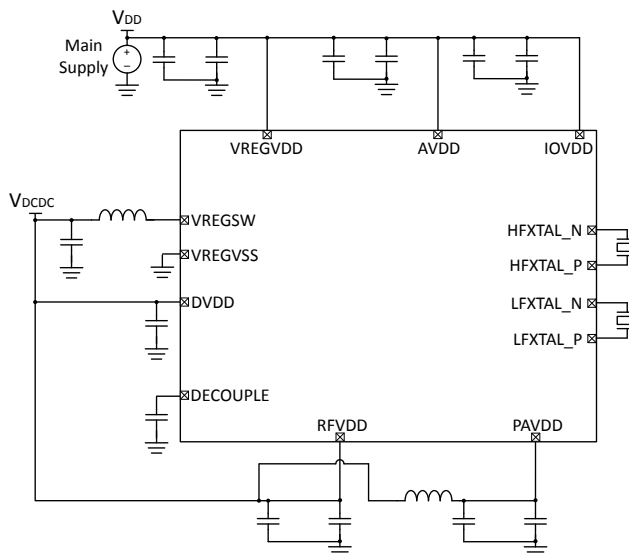 VDD
Main
Supply
+
−
VREGVDD
AVDD
IOVDD
VDCDC
VREGSW
HFXTAL_N
VREGVSS
HFXTAL_P
DVDD
LFXTAL_N
LFXTAL_P
DECOUPLE
RFVDD
PAVDD